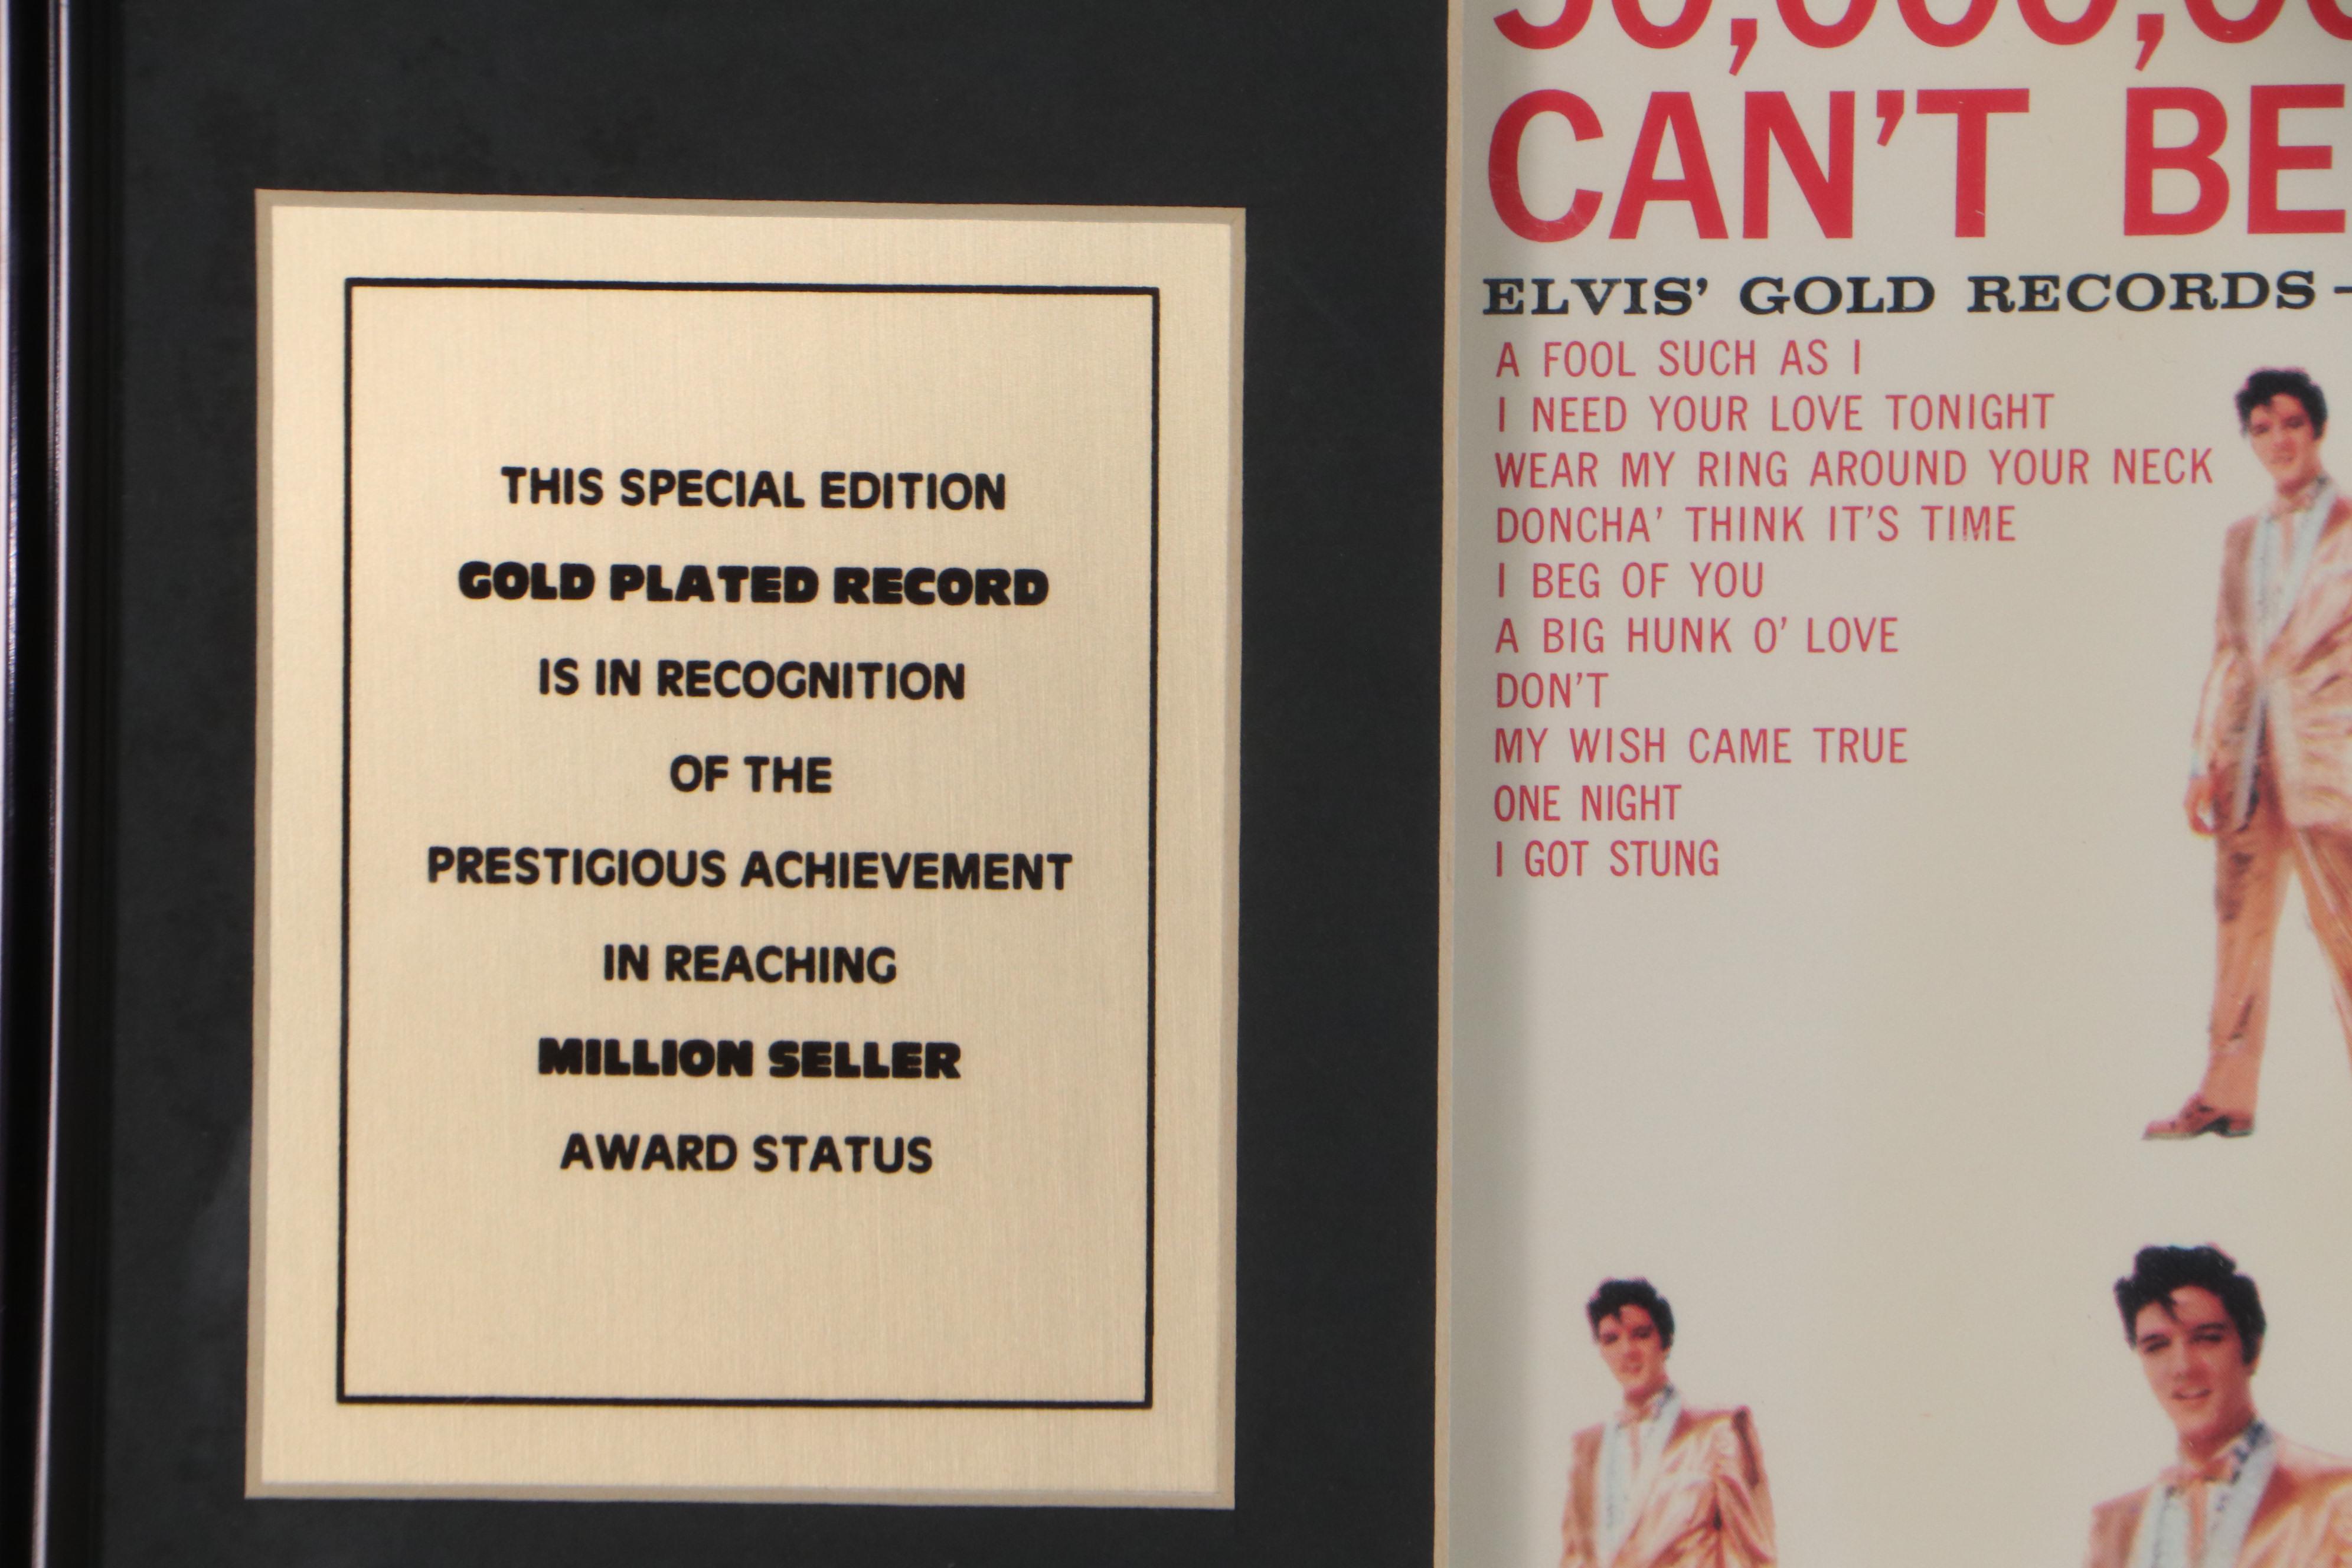 THIS SPECIAL EDITION
GOLD PLATED RECORD
IS IN RECOGNITION
OF THE
PRESTIGIOUS ACHIEVEMENT
IN REACHING
MILLION SELLER
AWARD STATUS
CAN'T BE
ELVIS' GOLD RECORDS -
A FOOL SUCH AS I
I NEED YOUR LOVE TONIGHT
WEAR MY RING AROUND YOUR NECK
DONCHA' THINK IT'S TIME
I BEG OF YOU
A BIG HUNK O' LOVE
DON'T
MY WISH CAME TRUE
ONE NIGHT
I GOT STUNG